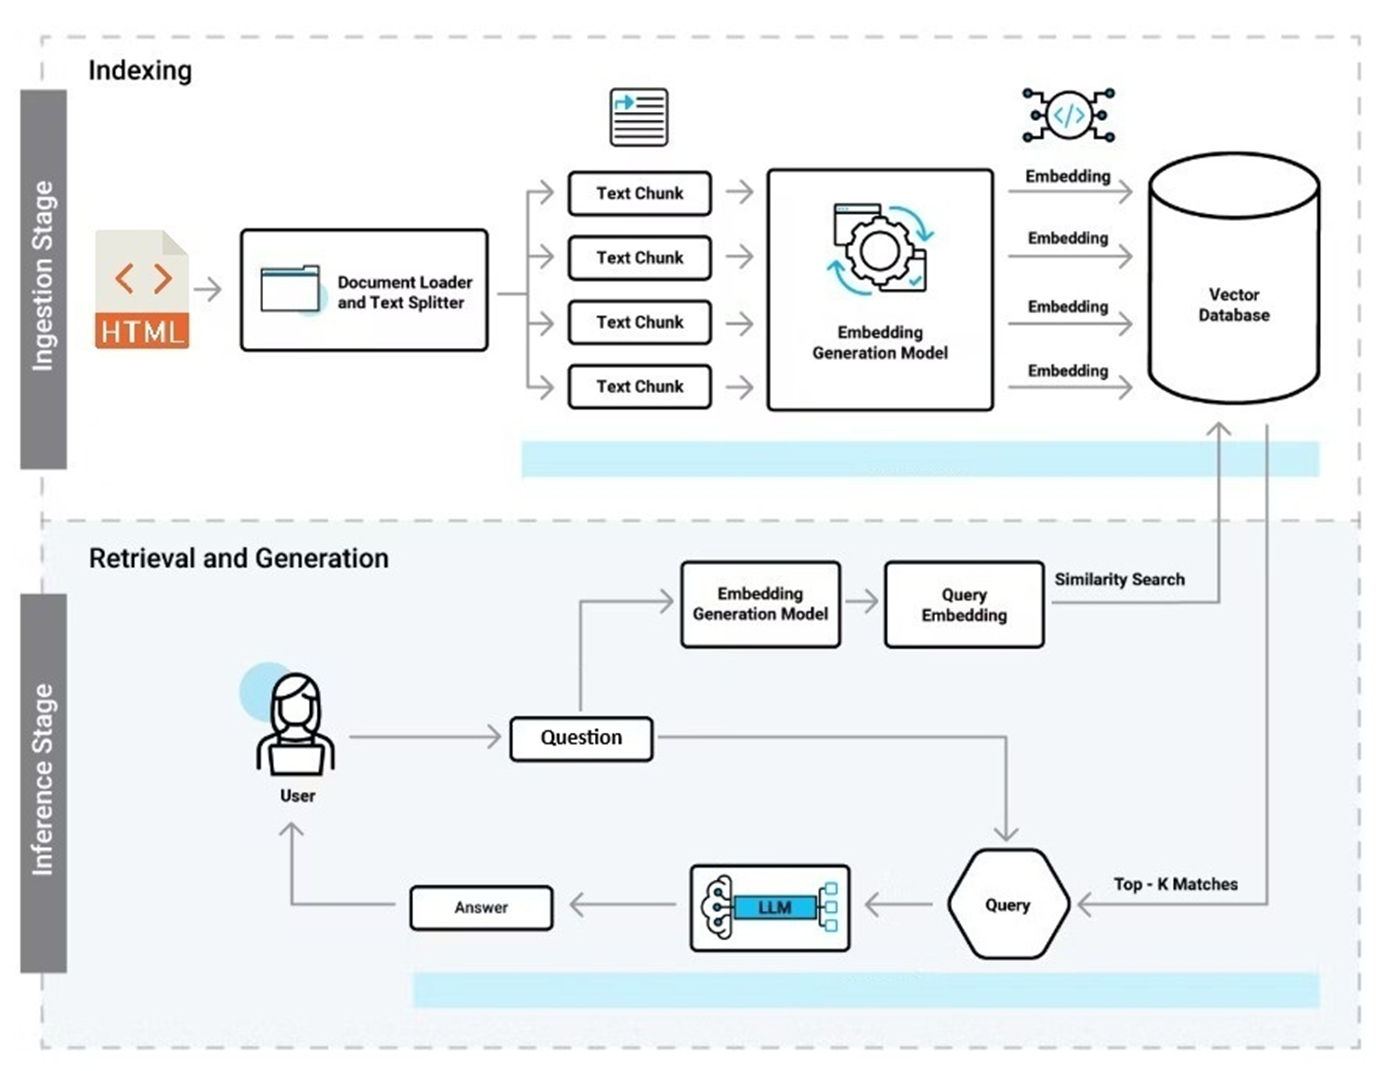 Indexing
Ingestion Stage
HTML
Document Loader
and Text Splitter
Text Chunk
Text Chunk
Text Chunk
Text Chunk
Embedding
Generation Model
Embedding
Embedding
Embedding
Embedding
Vector
Database
Retrieval and Generation
Inference Stage
Embedding
Generation Model
Query
Embedding
Similarity Search
User
Question
Answer
LLM
Query
Top - K Matches